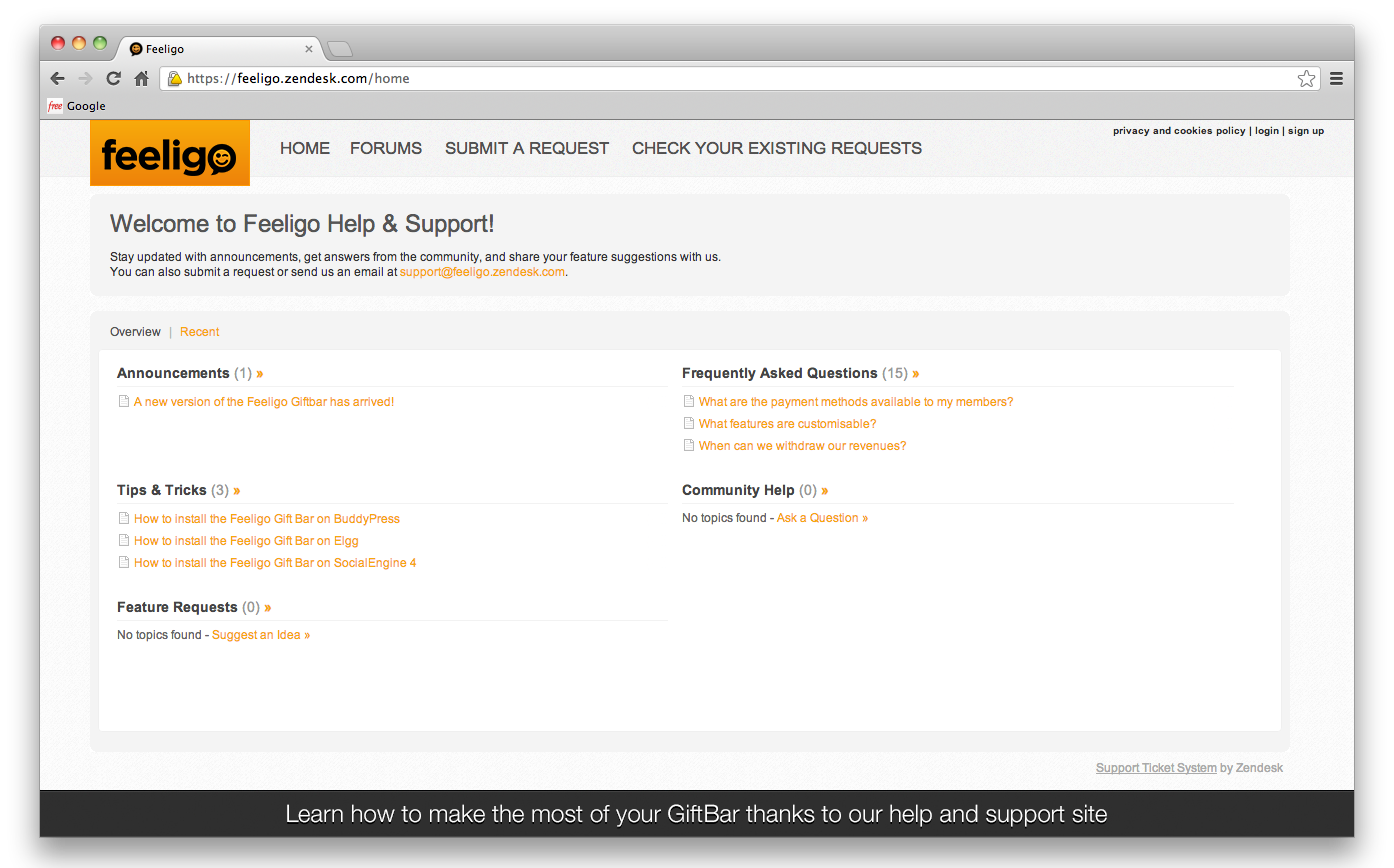 Feeligo
https://feeligo.zendesk.com/home
free Google
feeligo
HOME FORUMS SUBMIT A REQUEST CHECK YOUR EXISTING REQUESTS
privacy and cookies policy | login | sign up
Welcome to Feeligo Help & Support!
Stay updated with announcements, get answers from the community, and share your feature suggestions with us.
You can also submit a request or send us an email at support@feeligo.zendesk.com.
Overview | Recent
Announcements (1) »
A new version of the Feeligo Giftbar has arrived!
Frequently Asked Questions (15) »
What are the payment methods available to my members?
What features are customisable?
When can we withdraw our revenues?
Tips & Tricks (3) »
How to install the Feeligo Gift Bar on BuddyPress
How to install the Feeligo Gift Bar on Elgg
How to install the Feeligo Gift Bar on SocialEngine 4
Community Help (0) »
No topics found - Ask a Question »
Feature Requests (0) »
No topics found - Suggest an Idea »
Support Ticket System by Zendesk
Learn how to make the most of your GiftBar thanks to our help and support site